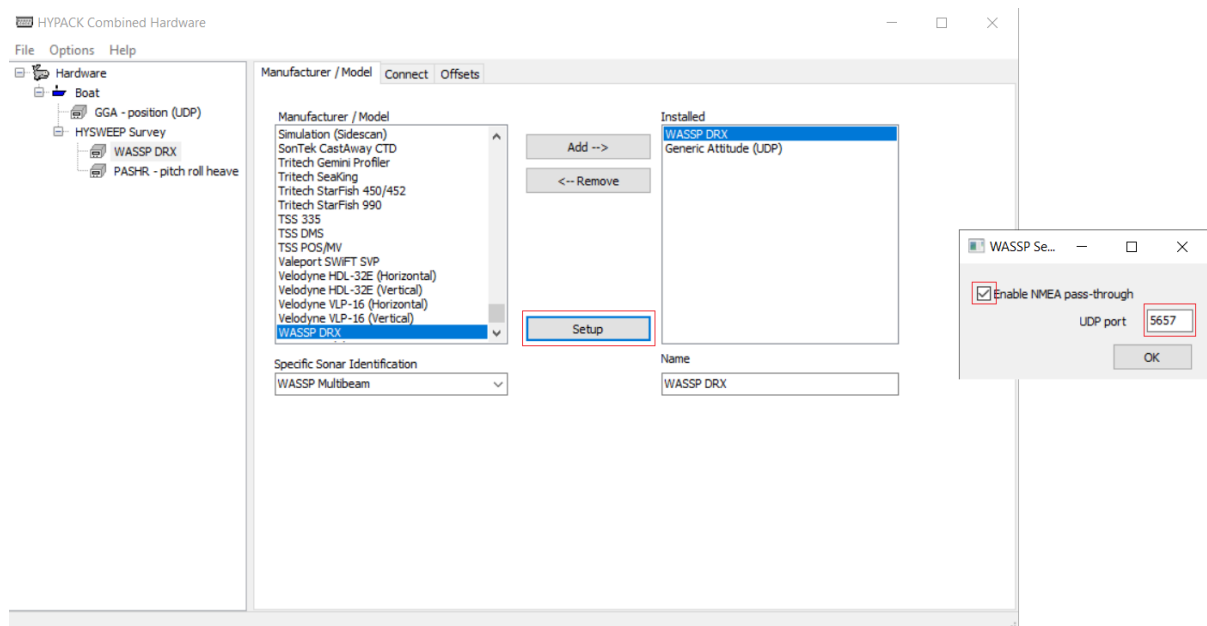 HYPACK Combined Hardware
File Options Help
Hardware
Boat
GGA - position (UDP)
HYSWEEP Survey
WASSP DRX
PASHR - pitch roll heave
Manufacturer / Model Connect Offsets
Manufacturer / Model
Simulation (Sidescan)
SonTek CastAway CTD
Tritech Gemini Profiler
Tritech SeaKing
Tritech StarFish 450/452
Tritech StarFish 990
TSS 335
TSS DMS
TSS POS/MV
Valeport SWiFT SVP
Velodyne HDL-32E (Horizontal)
Velodyne HDL-32E (Vertical)
Velodyne VLP-16 (Horizontal)
Velodyne VLP-16 (Vertical)
WASSP DRX
Specific Sonar Identification
WASSP Multibeam
Add -->
<-- Remove
Setup
Installed
WASSP DRX
Generic Attitude (UDP)
Name
WASSP DRX
WASSP Se...
Enable NMEA pass-through
UDP port 5657
OK